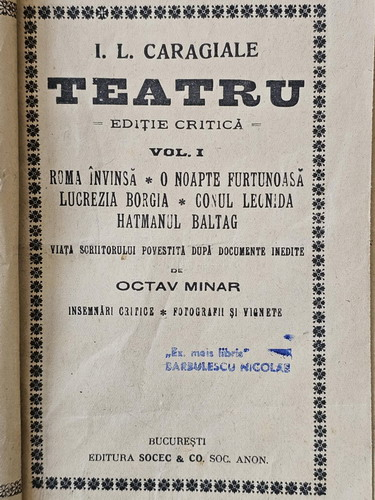 I. L. CARAGIALE
TEATRU
= EDIȚIE CRITICĂ =
VOL. I
ROMA ÎNVINSĂ * O NOAPTE FURTUNOASĂ
LUCREZIA BORGIA * CONUL LEONIDA
HATMANUL BALTAG
VIAȚA SCRIITORULUI POVESTITĂ DUPĂ DOCUMENTE INEDITE
DE
OCTAV MINAR
INSEMNĂRI CRITICE * FOTOGRAFII ȘI VIGNETE
„Ex. meis libris"
BARBULESCU NICOLAE
BUCUREȘTI
EDITURA SOCEC & CO. SOC. ANON.